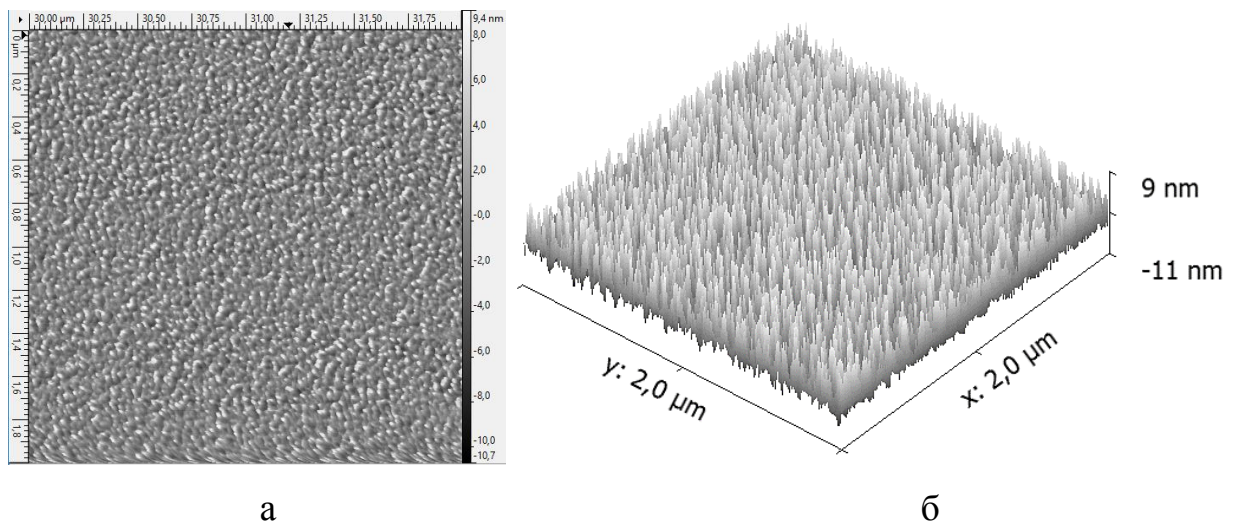 30,00 µm 30,25 30,50 30,75 31,00 31,25 31,50 31,75
9,4 nm
8,0
6,0
4,0
2,0
-0,0
-2,0
-4,0
-6,0
-8,0
-10,0
-10,7
0 µm
0,2
0,4
0,6
0,8
1,0
1,2
1,4
1,6
1,8
9 nm
-11 nm
y: 2,0 µm
x: 2,0 µm
а
б